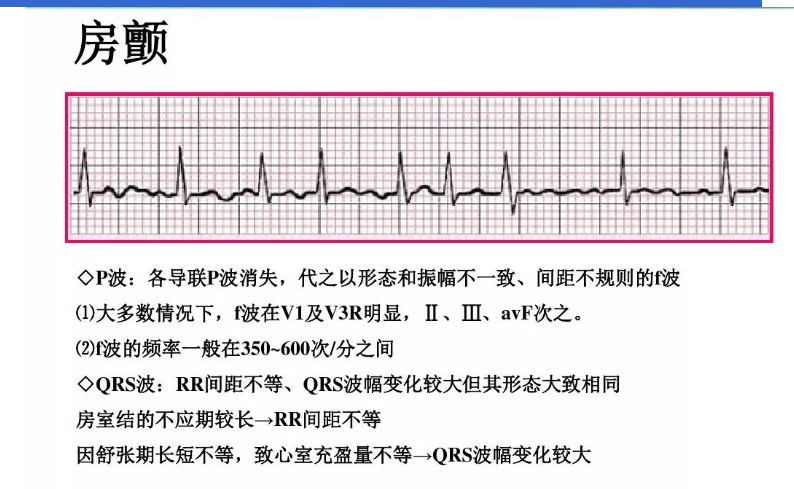 房颤
◇P波：各导联P波消失，代之以形态和振幅不一致、间距不规则的f波
⑴大多数情况下，f波在V1及V3R明显，Ⅱ、Ⅲ、avF次之。
⑵f波的频率一般在350~600次/分之间
◇QRS波：RR间距不等、QRS波幅变化较大但其形态大致相同
房室结的不应期较长→RR间距不等
因舒张期长短不等，致心室充盈量不等→QRS波幅变化较大